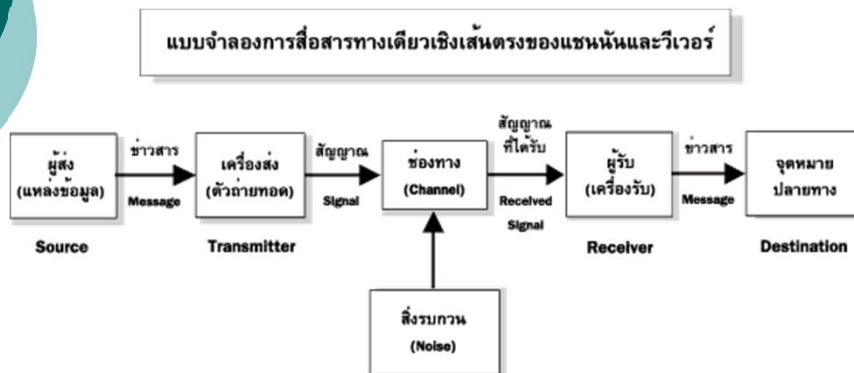 แบบจำลองการสื่อสารทางเดียวเชิงเส้นตรงของแชนนันและวีเวอร์
ผู้ส่ง
(แหล่งข้อมูล)
Source
ข่าวสาร
Message
เครื่องส่ง
(ตัวถ่ายทอด)
Transmitter
สัญญาณ
Signal
ช่องทาง
(Channel)
สัญญาณ
ที่ได้รับ
Received
Signal
ผู้รับ
(เครื่องรับ)
Receiver
ข่าวสาร
Message
จุดหมาย
ปลายทาง
Destination
สิ่งรบกวน
(Noise)